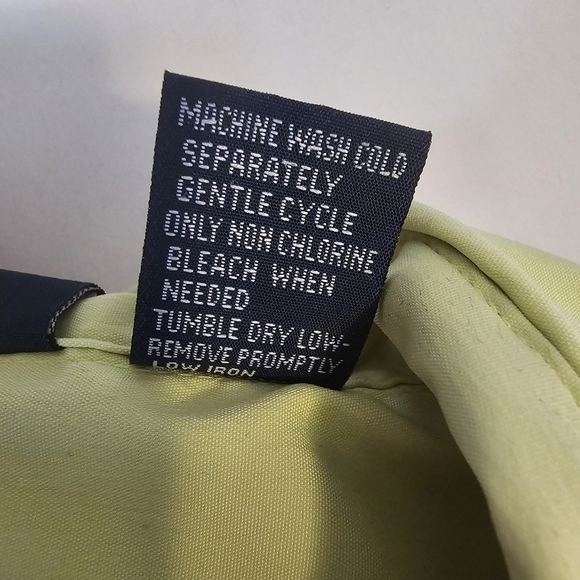 MACHINE WASH COLD
SEPARATELY
GENTLE CYCLE
ONLY NON CHLORINE
BLEACH WHEN
NEEDED
TUMBLE DRY LOW-
REMOVE PROMPTLY
LOW IRON